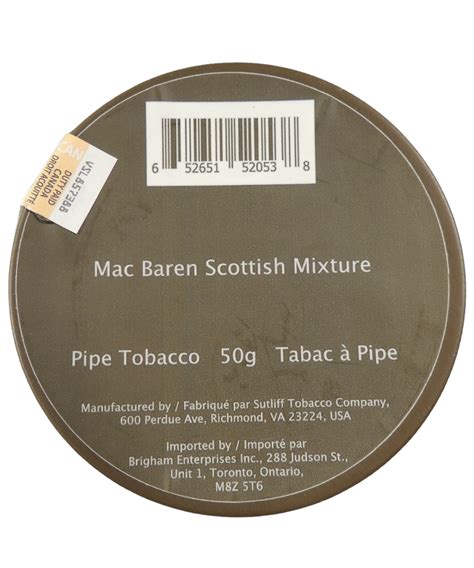 CAN
DUTY PAID
CANADA
DROIT ACQUITTÉ
VSL857388
6 52651 52053 8
Mac Baren Scottish Mixture
Pipe Tobacco 50g Tabac à Pipe
Manufactured by / Fabriqué par Sutliff Tobacco Company,
600 Perdue Ave, Richmond, VA 23224, USA
Imported by / Importé par
Brigham Enterprises Inc., 288 Judson St.,
Unit 1, Toronto, Ontario,
M8Z 5T6